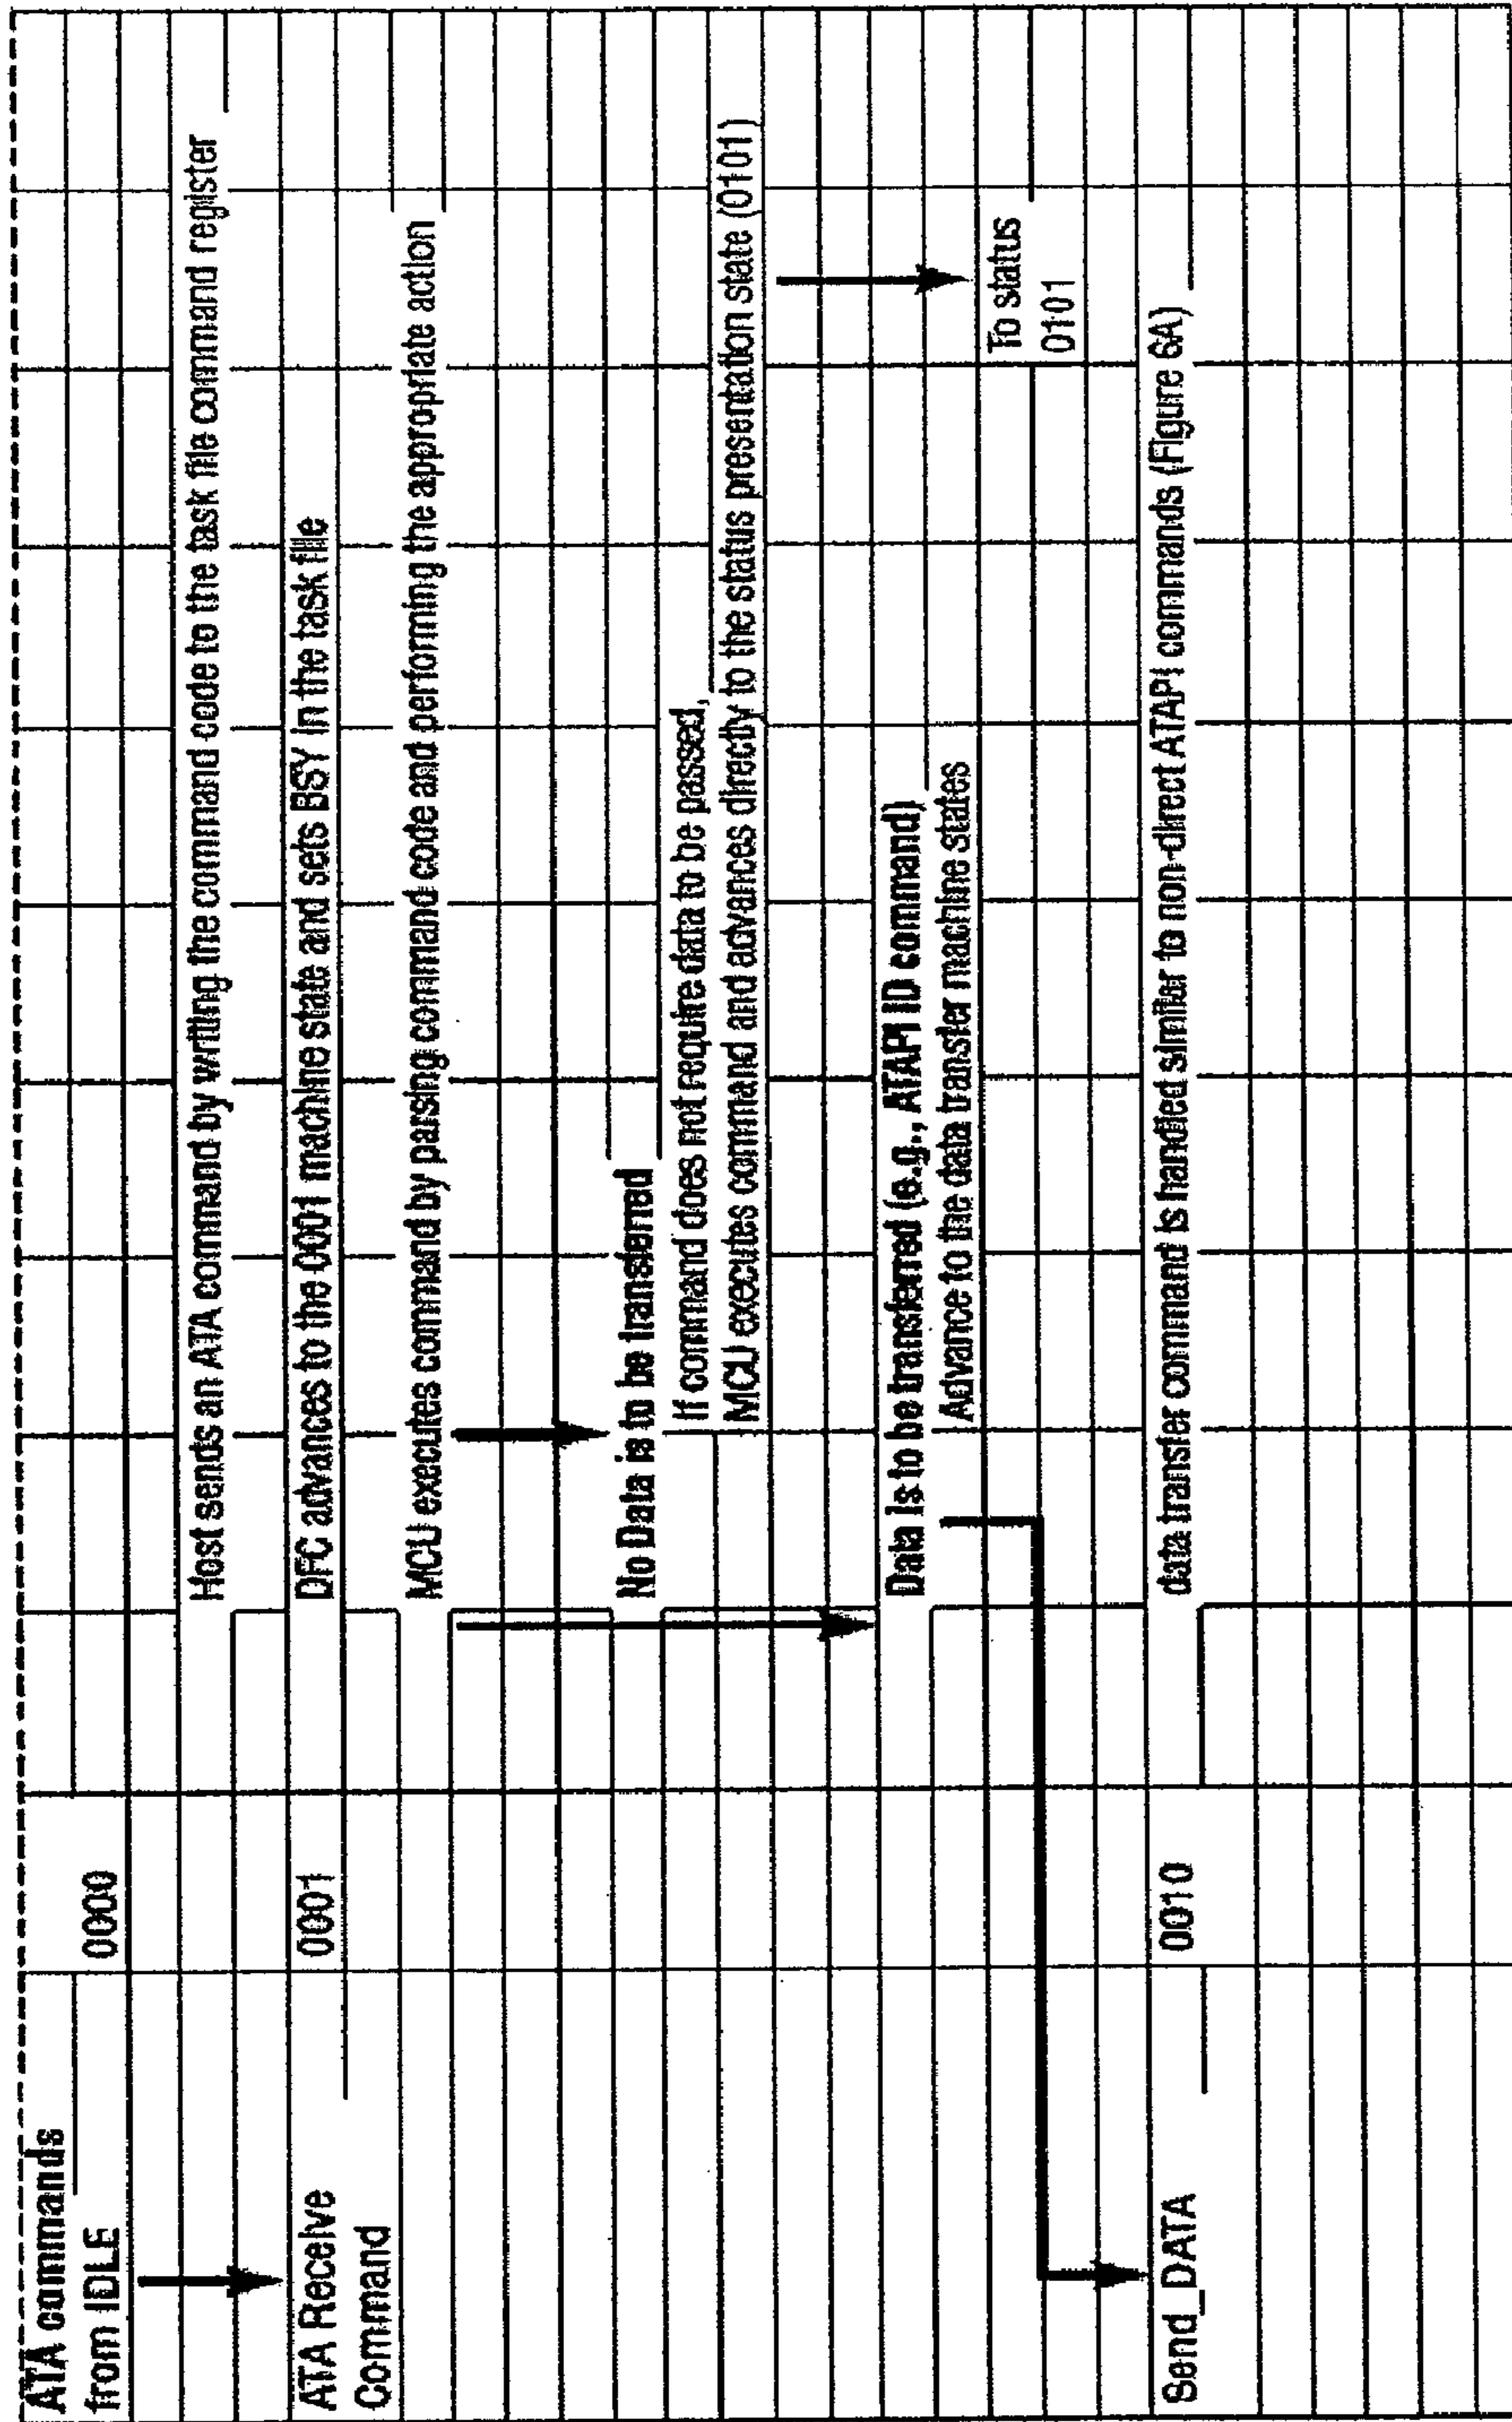 ATA commands
from IDLE 0000
Host sends an ATA command by writing the command code to the task file command register
ATA Receive 0001 DFC advances to the 0001 machine state and sets BSY in the task file
Command
MCU executes command by parsing command code and performing the appropriate action
No Data is to be transferred
If command does not require data to be passed,
MCU executes command and advances directly to the status presentation state (0101)
Data is to be transferred (e.g., ATAPI ID command)
Advance to the data transfer machine states
To status
0101
Send_DATA 0010 data transfer command is handled similar to non-direct ATAPI commands (Figure 6A)